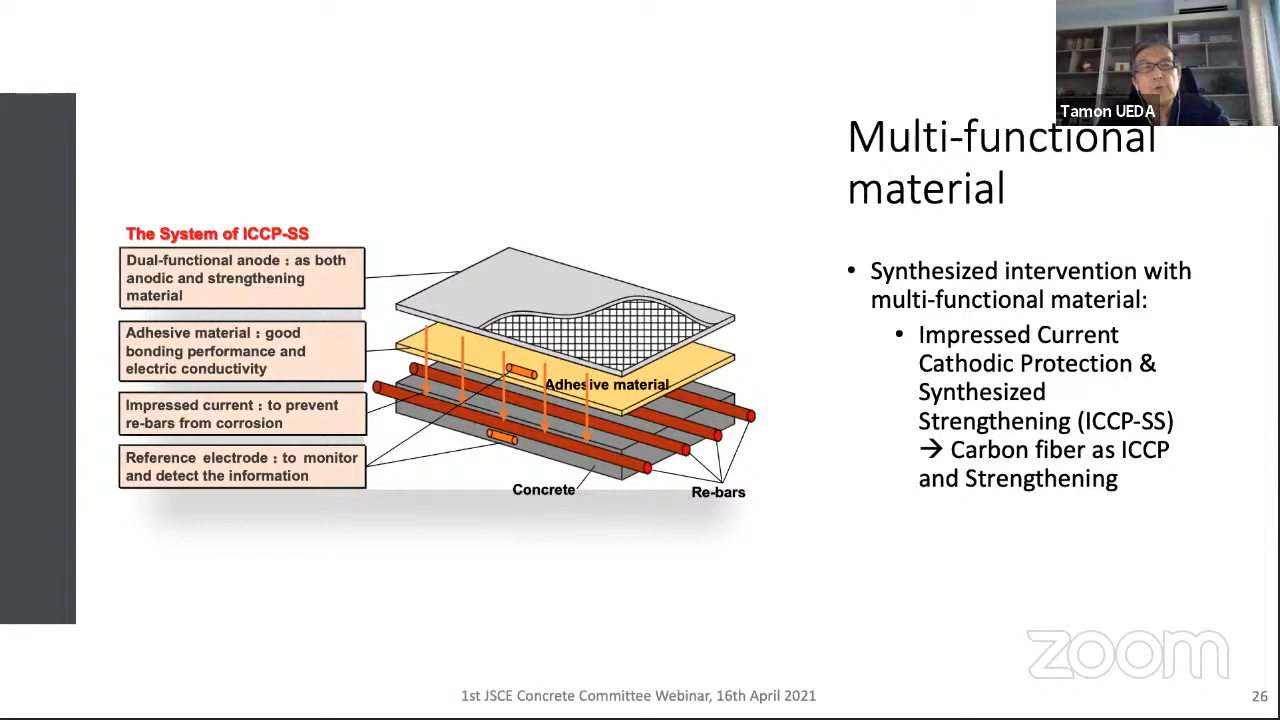 Tamon UEDA
Multi-functional
material
The System of ICCP-SS
Dual-functional anode : as both
anodic and strengthening
material
Adhesive material : good
bonding performance and
electric conductivity
Impressed current : to prevent
re-bars from corrosion
Reference electrode : to monitor
and detect the information
Adhesive material
Concrete
Re-bars
• Synthesized intervention with
multi-functional material:
• Impressed Current
Cathodic Protection &
Synthesized
Strengthening (ICCP-SS)
→ Carbon fiber as ICCP
and Strengthening
zoom
1st JSCE Concrete Committee Webinar, 16th April 2021
26